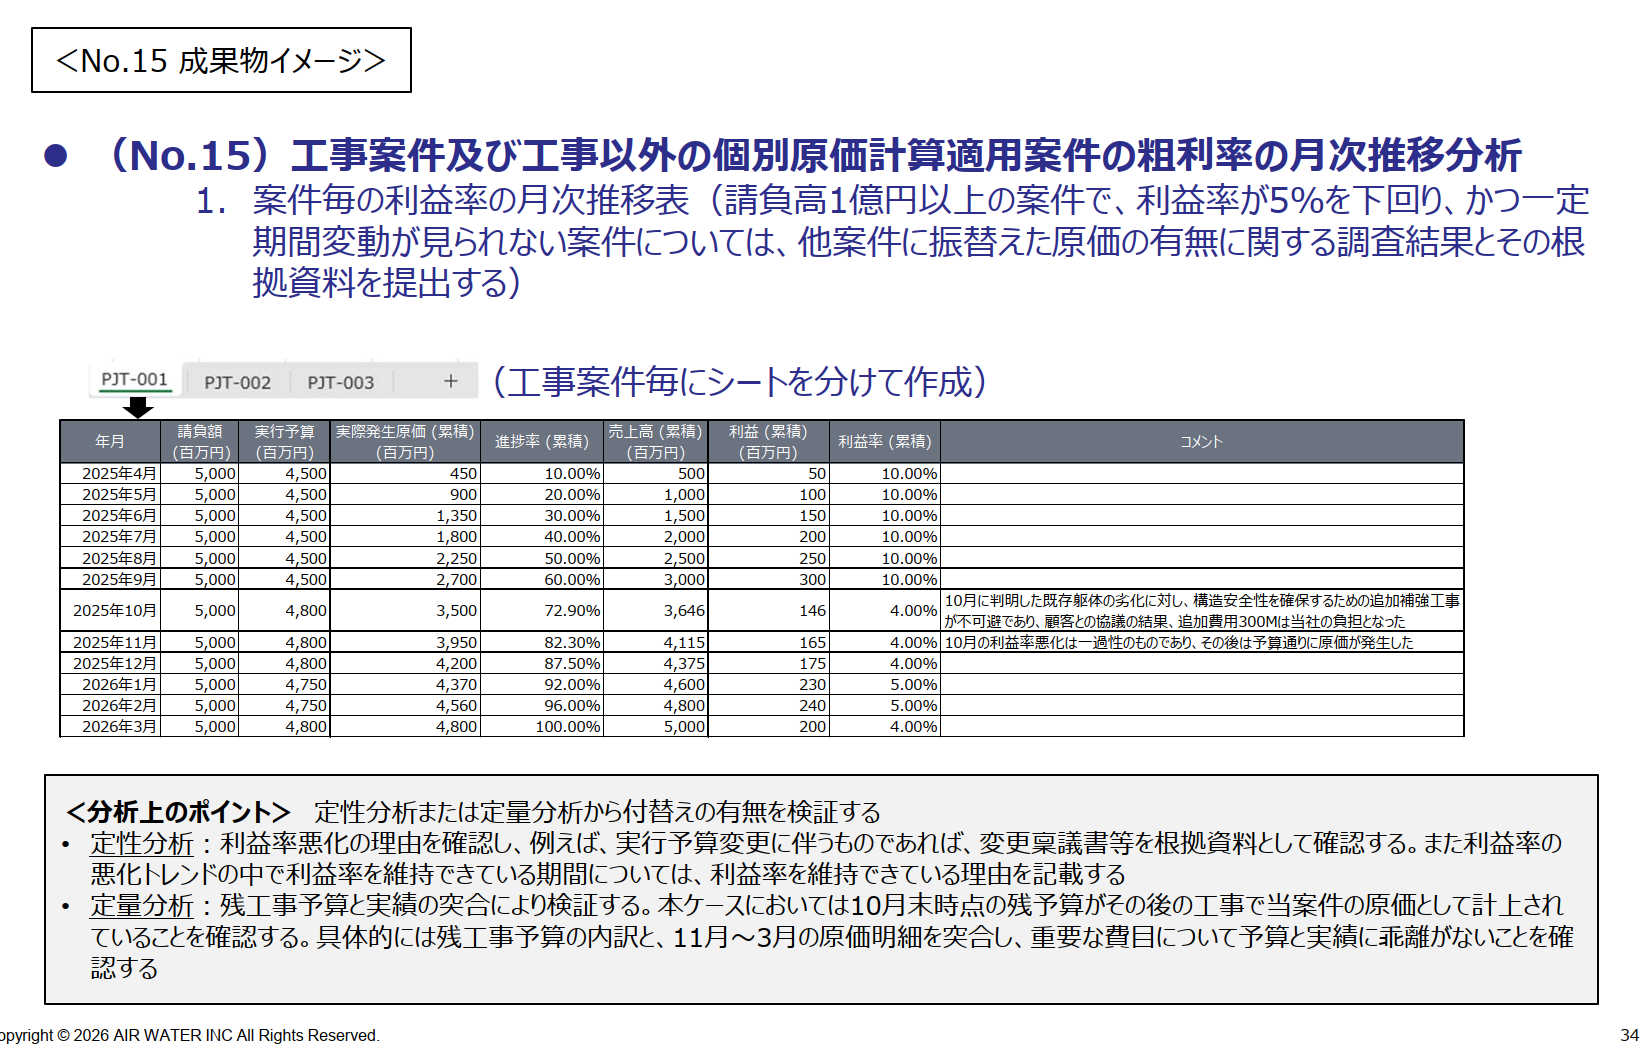 ＜No.15 成果物イメージ＞
● （No.15）工事案件及び工事以外の個別原価計算適用案件の粗利率の月次推移分析
1. 案件毎の利益率の月次推移表（請負高1億円以上の案件で、利益率が5%を下回り、かつ一定
期間変動が見られない案件については、他案件に振替えた原価の有無に関する調査結果とその根
拠資料を提出する）
PJT-001 PJT-002 PJT-003 + （工事案件毎にシートを分けて作成）
年月 請負額（百万円） 実行予算（百万円） 実際発生原価（累積）（百万円） 進捗率（累積） 売上高（累積）（百万円） 利益（累積）（百万円） 利益率（累積） コメント
2025年4月 5,000 4,500 450 10.00% 500 50 10.00%
2025年5月 5,000 4,500 900 20.00% 1,000 100 10.00%
2025年6月 5,000 4,500 1,350 30.00% 1,500 150 10.00%
2025年7月 5,000 4,500 1,800 40.00% 2,000 200 10.00%
2025年8月 5,000 4,500 2,250 50.00% 2,500 250 10.00%
2025年9月 5,000 4,500 2,700 60.00% 3,000 300 10.00%
2025年10月 5,000 4,800 3,500 72.90% 3,646 146 4.00% 10月に判明した既存躯体の劣化に対し、構造安全性を確保するための追加補強工事
が不可避であり、顧客との協議の結果、追加費用300Mは当社の負担となった
2025年11月 5,000 4,800 3,950 82.30% 4,115 165 4.00% 10月の利益率悪化は一過性のものであり、その後は予算通りに原価が発生した
2025年12月 5,000 4,800 4,200 87.50% 4,375 175 4.00%
2026年1月 5,000 4,750 4,370 92.00% 4,600 230 5.00%
2026年2月 5,000 4,750 4,560 96.00% 4,800 240 5.00%
2026年3月 5,000 4,800 4,800 100.00% 5,000 200 4.00%
＜分析上のポイント＞ 定性分析または定量分析から付替えの有無を検証する
• 定性分析：利益率悪化の理由を確認し、例えば、実行予算変更に伴うものであれば、変更稟議書等を根拠資料として確認する。また利益率の
悪化トレンドの中で利益率を維持できている期間については、利益率を維持できている理由を記載する
• 定量分析：残工事予算と実績の突合により検証する。本ケースにおいては10月末時点の残予算がその後の工事で当案件の原価として計上され
ていることを確認する。具体的には残工事予算の内訳と、11月～3月の原価明細を突合し、重要な費目について予算と実績に乖離がないことを確
認する
opyright © 2026 AIR WATER INC All Rights Reserved.
34